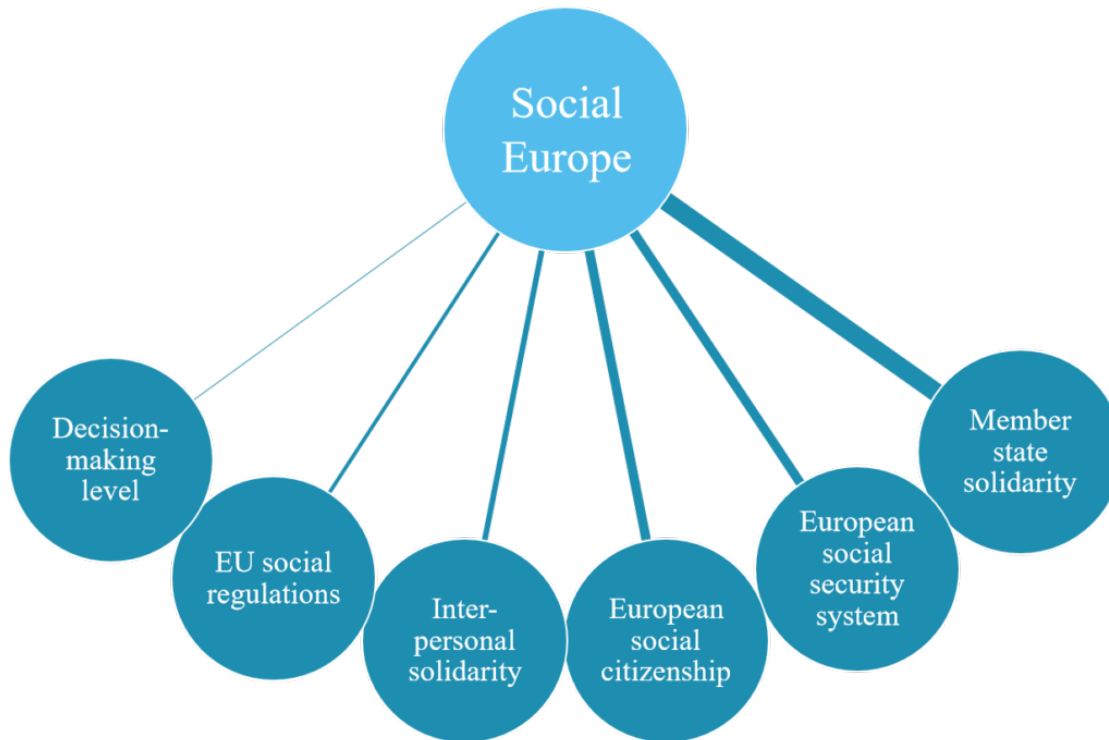 Social
Europe
Decision-
making
level
EU social
regulations
Inter-
personal
solidarity
European
social
citizenship
European
social
security
system
Member
state
solidarity